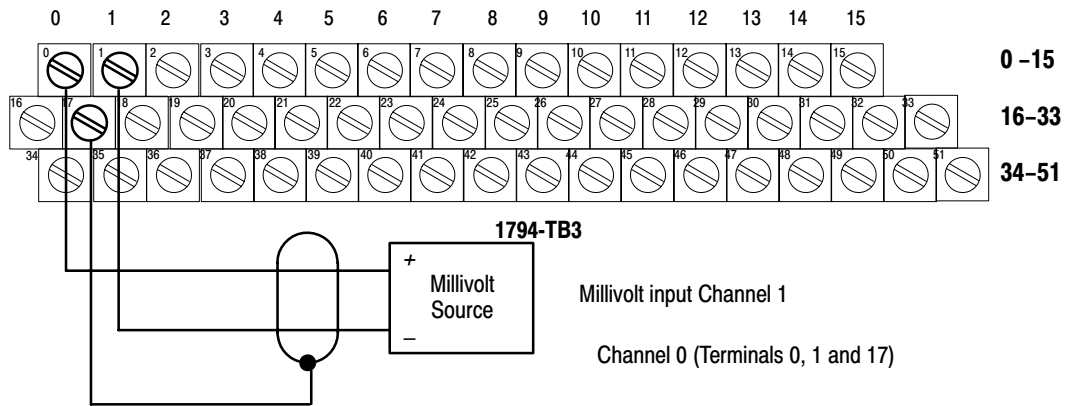 0 1 2 3 4 5 6 7 8 9 10 11 12 13 14 15
0 1 2 3 4 5 6 7 8 9 10 11 12 13 14 15 0 –15
16 17 18 19 20 21 22 23 24 25 26 27 28 29 30 31 32 33 16–33
34 35 36 37 38 39 40 41 42 43 44 45 46 47 48 49 50 51 34–51
1794-TB3
+
Millivolt
Source
–
Millivolt input Channel 1
Channel 0 (Terminals 0, 1 and 17)